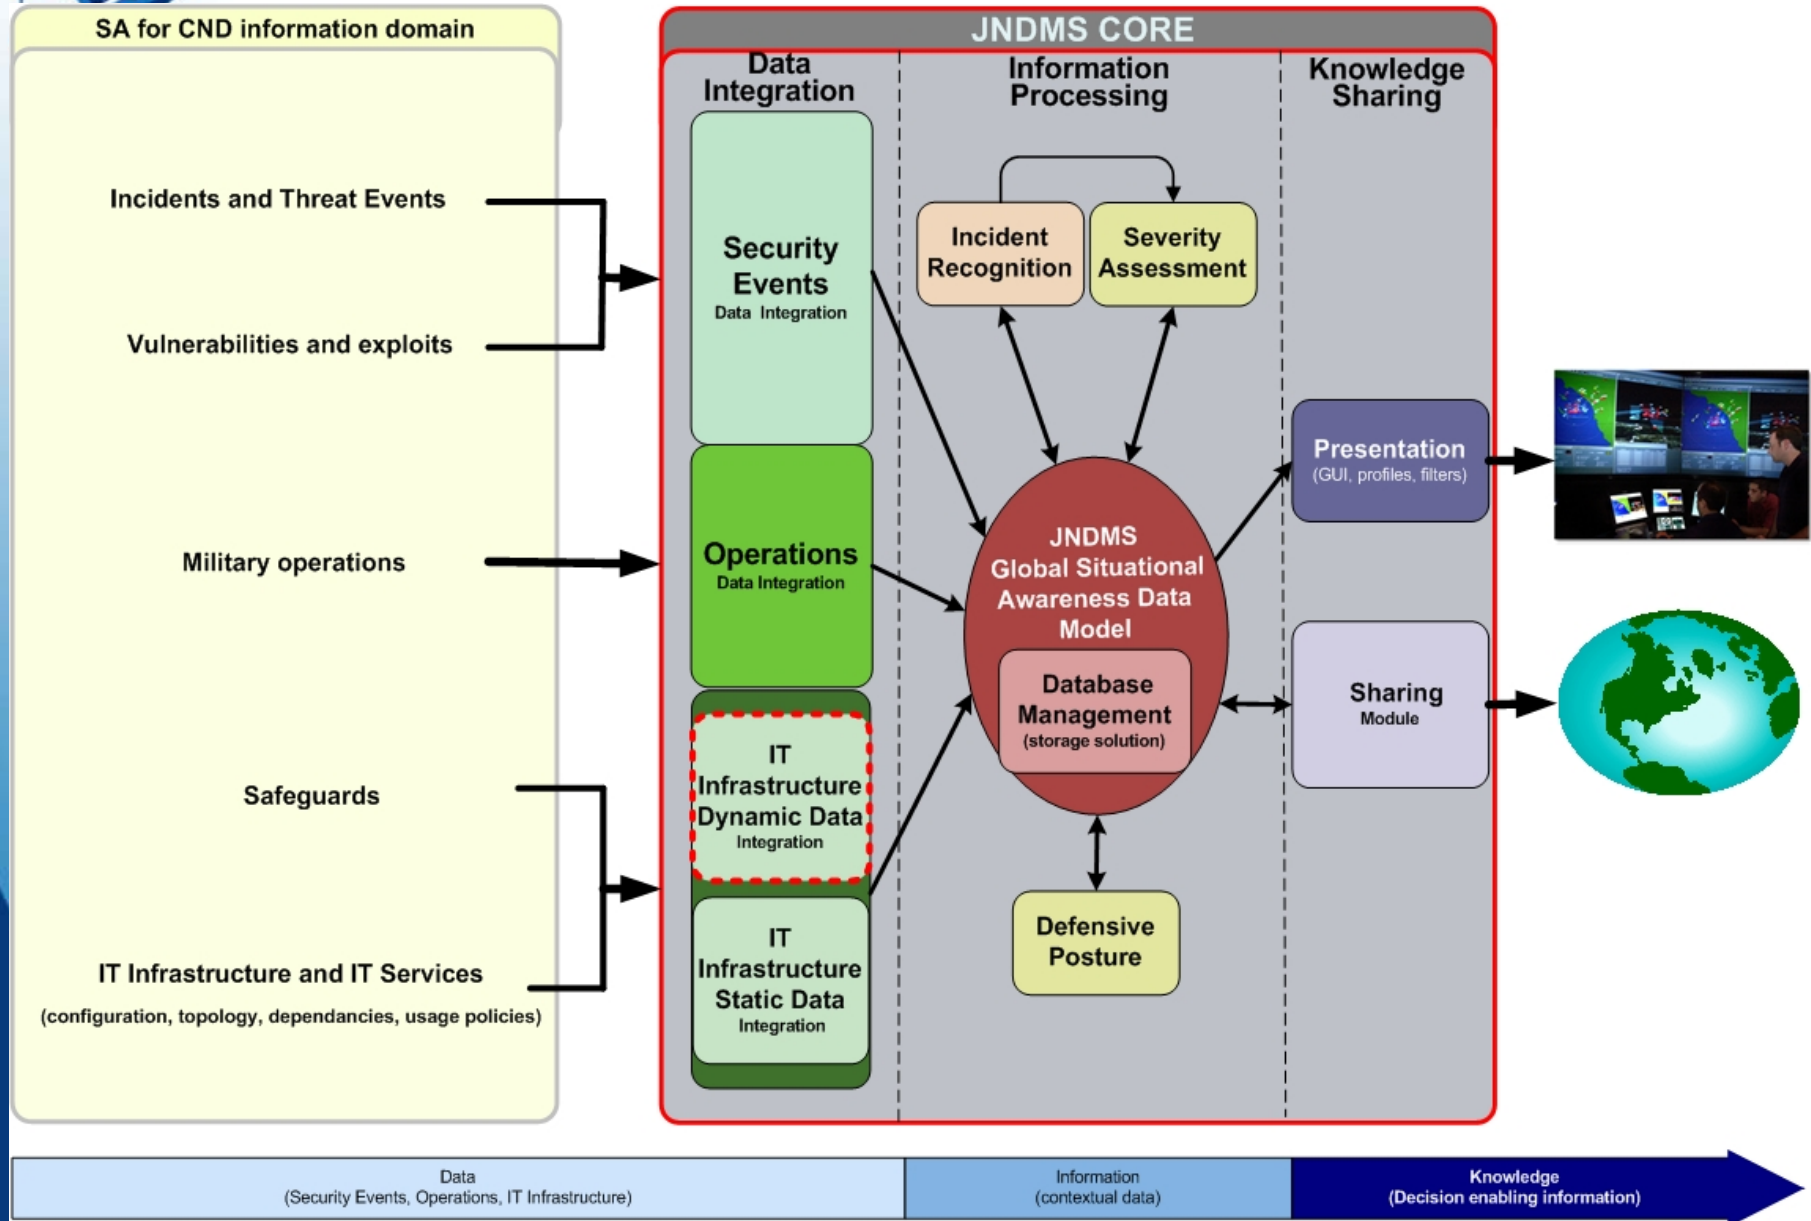 SA for CND information domain
Incidents and Threat Events
Vulnerabilities and exploits
Military operations
Safeguards
IT Infrastructure and IT Services
(configuration, topology, dependancies, usage policies)
JNDMS CORE
Data
Integration
Security
Events
Data Integration
Operations
Data Integration
IT
Infrastructure
Dynamic Data
Integration
IT
Infrastructure
Static Data
Integration
Information
Processing
Incident
Recognition
Severity
Assessment
JNDMS
Global Situational
Awareness Data
Model
Database
Management
(storage solution)
Defensive
Posture
Knowledge
Sharing
Presentation
(GUI, profiles, filters)
Sharing
Module
Data
(Security Events, Operations, IT Infrastructure)
Information
(contextual data)
Knowledge
(Decision enabling information)